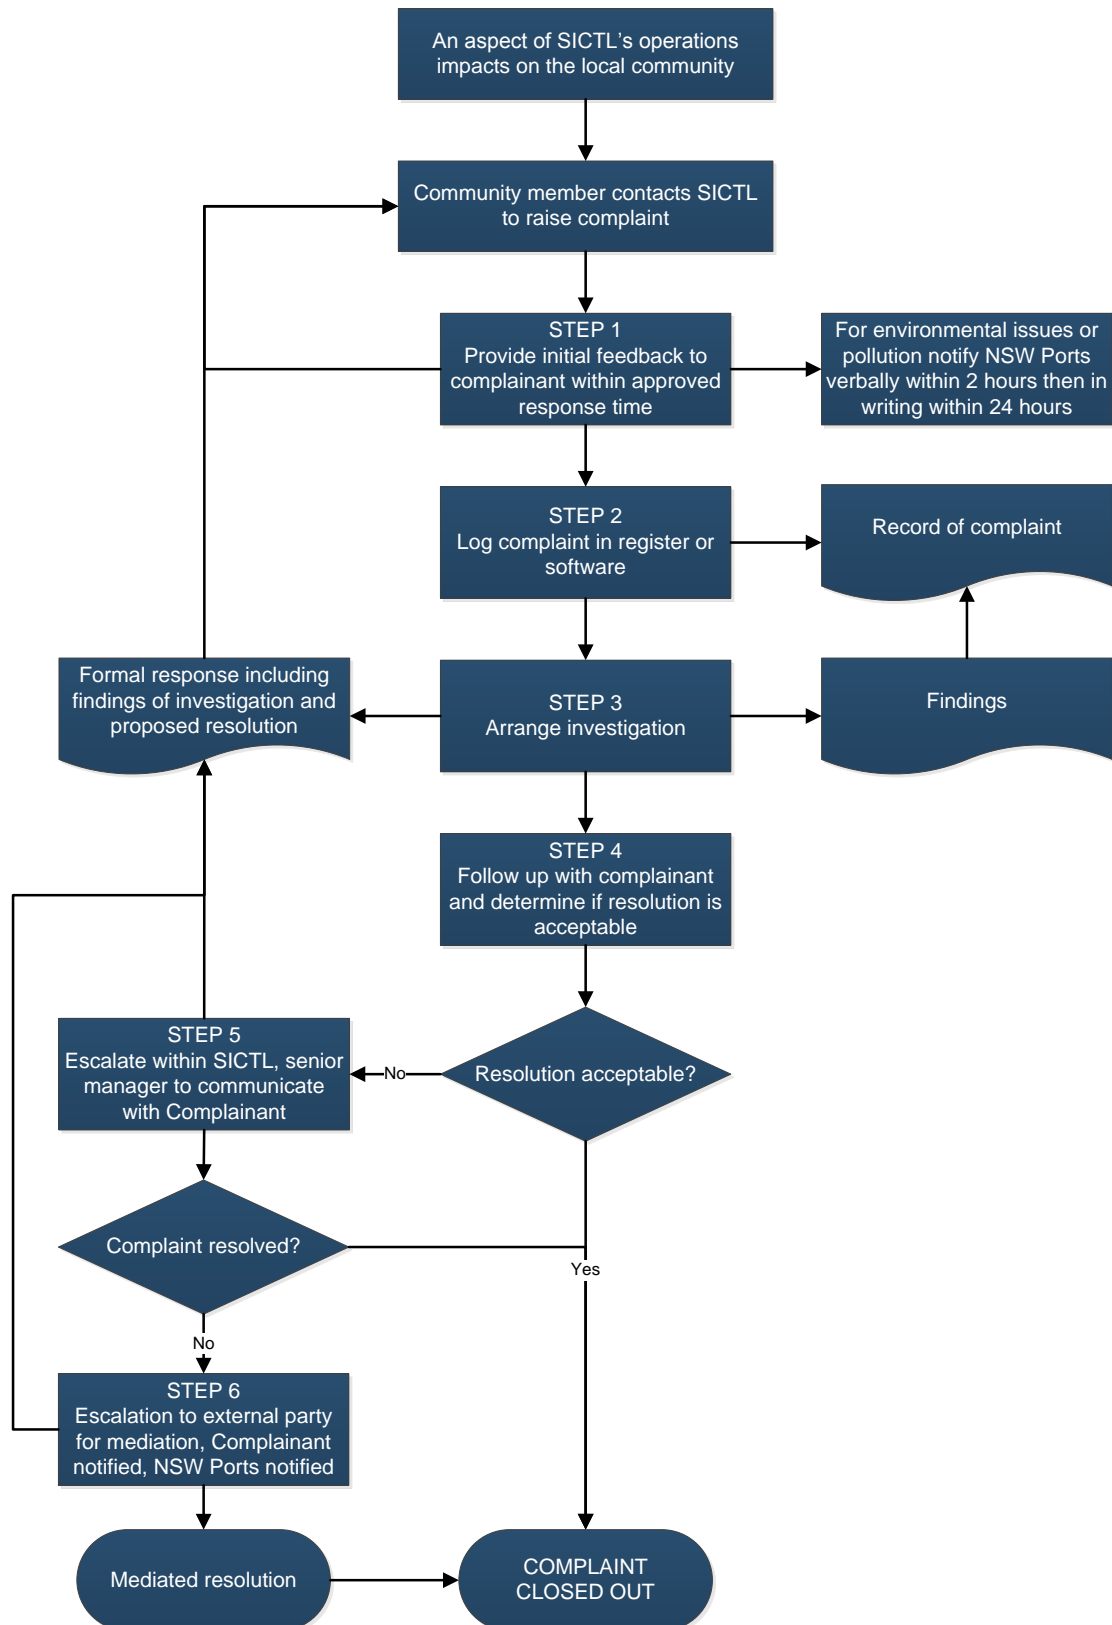 An aspect of SICTL’s operations
impacts on the local community
Community member contacts SICTL
to raise complaint
STEP 1
Provide initial feedback to
complainant within approved
response time
For environmental issues or
pollution notify NSW Ports
verbally within 2 hours then in
writing within 24 hours
STEP 2
Log complaint in register or
software
Record of complaint
Formal response including
findings of investigation and
proposed resolution
STEP 3
Arrange investigation
Findings
STEP 4
Follow up with complainant
and determine if resolution is
acceptable
STEP 5
Escalate within SICTL, senior
manager to communicate
with Complainant
No
Resolution acceptable?
Complaint resolved?
Yes
No
STEP 6
Escalation to external party
for mediation, Complainant
notified, NSW Ports notified
Mediated resolution
COMPLAINT
CLOSED OUT